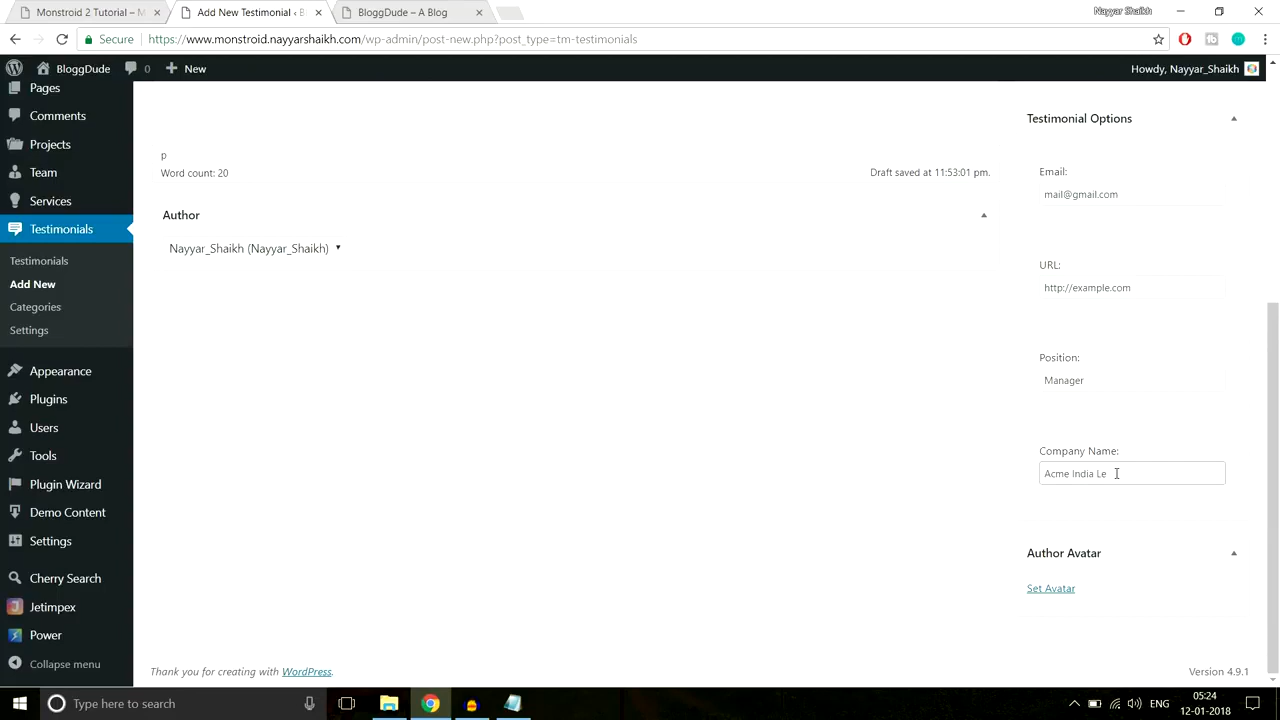 Monstroid 2 Tutorial – M
Add New Testimonial ‹ B
BloggDude – A Blog
Nayyar Shaikh
Secure
https://www.monstroid.nayyarshaikh.com/wp-admin/post-new.php?post_type=tm-testimonials
BloggDude
0
New
Howdy, Nayyar_Shaikh
Pages
Comments
Projects
Team
Services
Testimonials
Testimonials
Add New
Categories
Settings
Appearance
Plugins
Users
Tools
Plugin Wizard
Demo Content
Settings
Cherry Search
Jetimpex
Power
Collapse menu
p
Word count: 20
Draft saved at 11:53:01 pm.
Author
Nayyar_Shaikh (Nayyar_Shaikh)
Testimonial Options
Email:
mail@gmail.com
URL:
http://example.com
Position:
Manager
Company Name:
Acme India Le
Author Avatar
Set Avatar
Thank you for creating with WordPress.
Version 4.9.1
Type here to search
ENG
05:24
12-01-2018